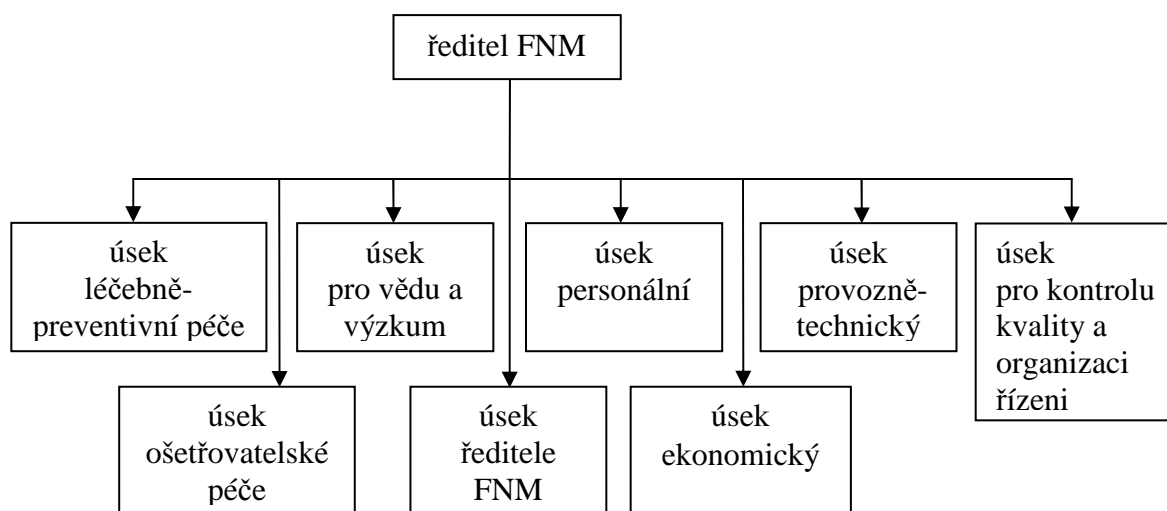 ředitel FNM
úsek
léčebně-
preventivní péče
úsek
pro vědu a
výzkum
úsek
personální
úsek
provozně-
technický
úsek
pro kontrolu
kvality a
organizaci
řízeni
úsek
ošetřovatelské
péče
úsek
ředitele
FNM
úsek
ekonomický